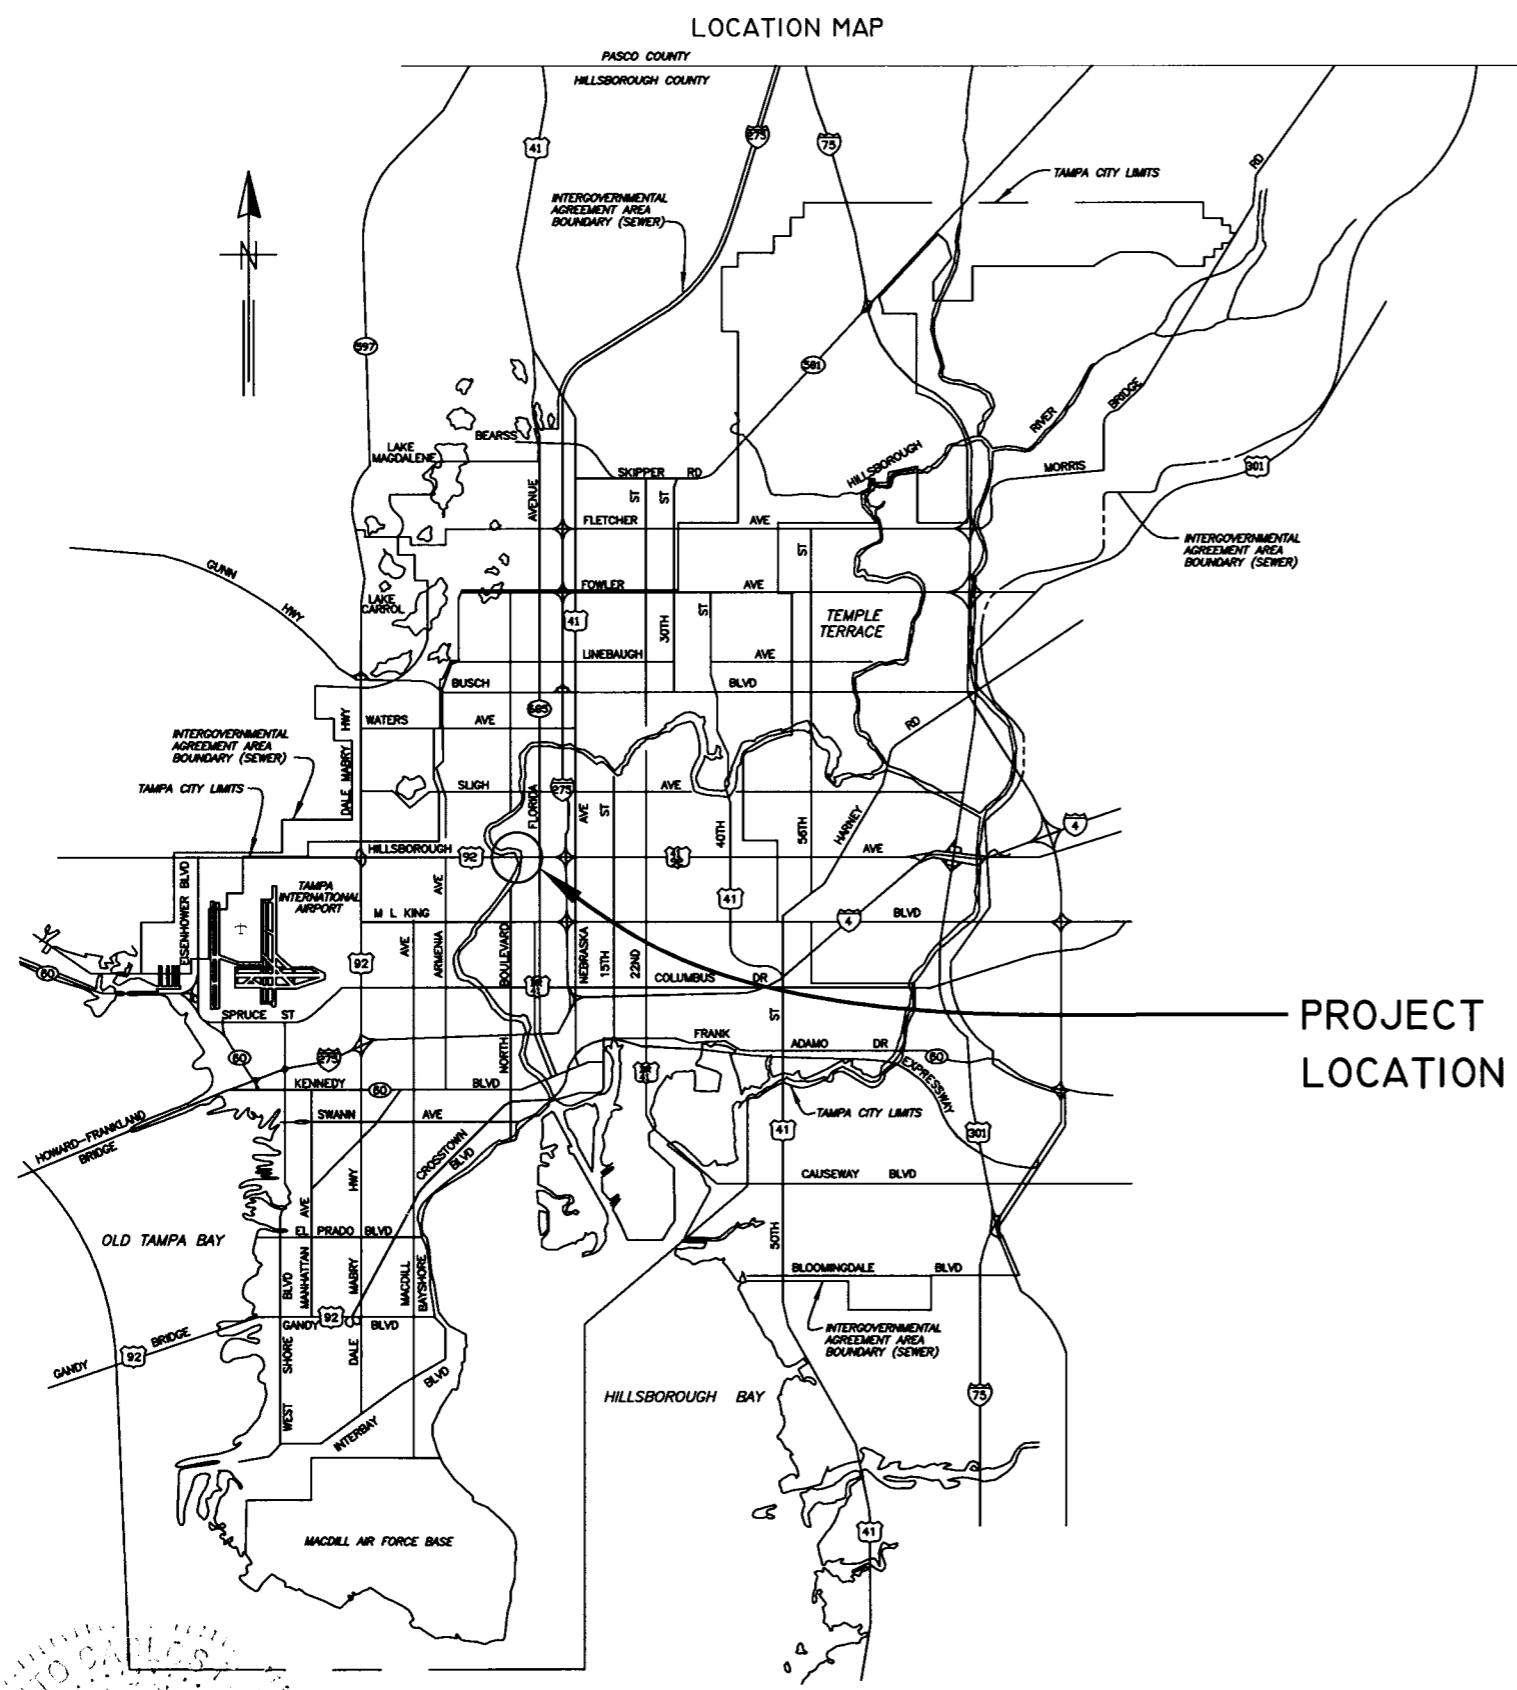 LOCATION MAP
PASCO COUNTY
HILLSBOROUGH COUNTY
41
275
75
RD
TAMPA CITY LIMITS
INTERGOVERNMENTAL
AGREEMENT AREA
BOUNDARY (SEWER)
N
597
581
BRIDGE
RIVER
BEARSS
LAKE
MAGDALENE
HILLSBOROUGH
SKIPPER RD
MORRIS
301
AVENUE
ST
ST
FLETCHER AVE
ST
INTERGOVERNMENTAL
AGREEMENT AREA
BOUNDARY (SEWER)
GUNN
HWY
FOWLER AVE
LAKE
CARROL
ST
41
30TH
TEMPLE
TERRACE
LINEBAUGH AVE
BUSCH BLVD
685
WATERS AVE
RD
DALE MABRY HWY
INTERGOVERNMENTAL
AGREEMENT AREA
BOUNDARY (SEWER)
TAMPA CITY LIMITS
SLIGH AVE
275
FLORIDA
AVE
ST
40TH
56TH
HARNEY
4
HILLSBOROUGH AVE
92
EISENHOWER BLVD
TAMPA
INTERNATIONAL
AIRPORT
AVE
41
M L KING BLVD
4
AVE
ARMENIA
BOULEVARD
NEBRASKA
15TH
22ND
92
60
COLUMBUS DR
SPRUCE ST
ST
PROJECT
LOCATION
FRANK
ADAMO DR
60
EXPRESSWAY
NORTH
60
275
KENNEDY BLVD
60
SWANN AVE
TAMPA CITY LIMITS
HOWARD-FRANKLAND
BRIDGE
CROSSTOWN
BLVD
41
301
HWY
CAUSEWAY BLVD
AVE
EL PRADO BLVD
OLD TAMPA BAY
50TH
BLVD
MANHATTAN
MABRY
MACDILL
BAYSHORE
BLOOMINGDALE BLVD
92
GANDY BLVD
GANDY BRIDGE
92
INTERGOVERNMENTAL
AGREEMENT AREA
BOUNDARY (SEWER)
SHORE
DALE
BLVD
HILLSBOROUGH BAY
75
WEST
INTERBAY
41
MACDILL AIR FORCE BASE